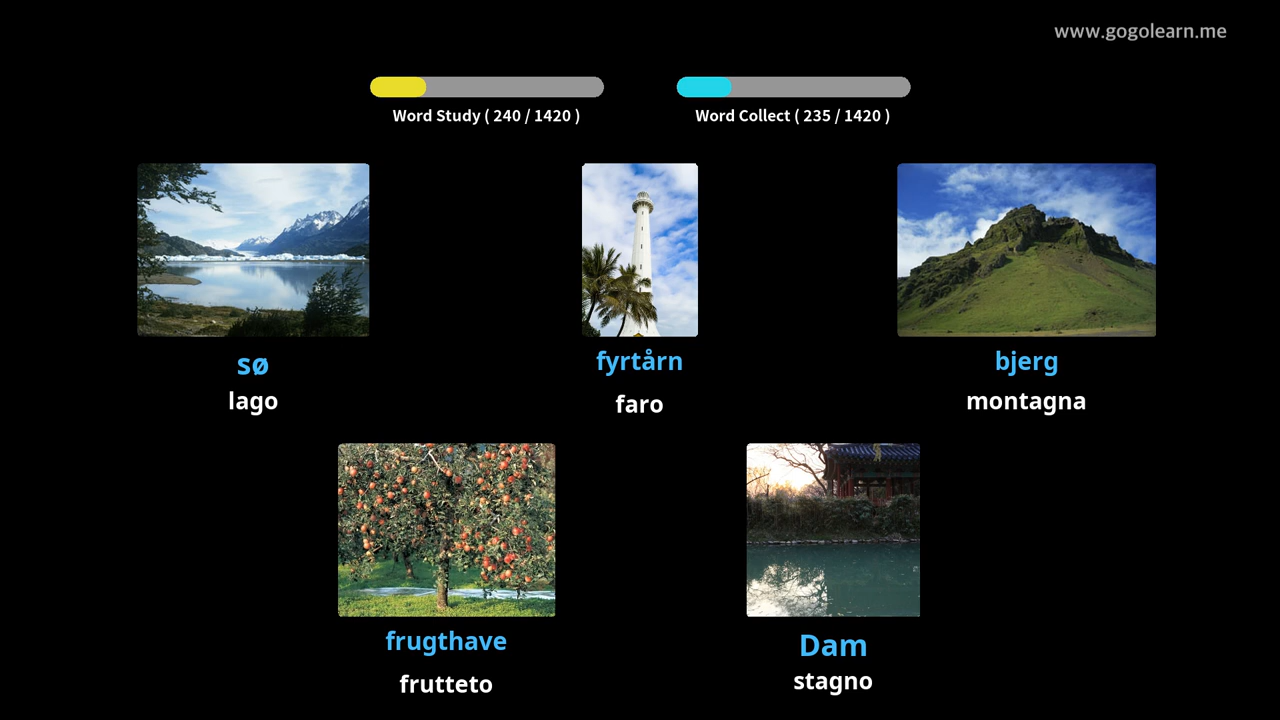 www.gogolearn.me
Word Study ( 240 / 1420 )
Word Collect ( 235 / 1420 )
sø
lago
fyrtårn
faro
bjerg
montagna
frugthave
frutteto
Dam
stagno